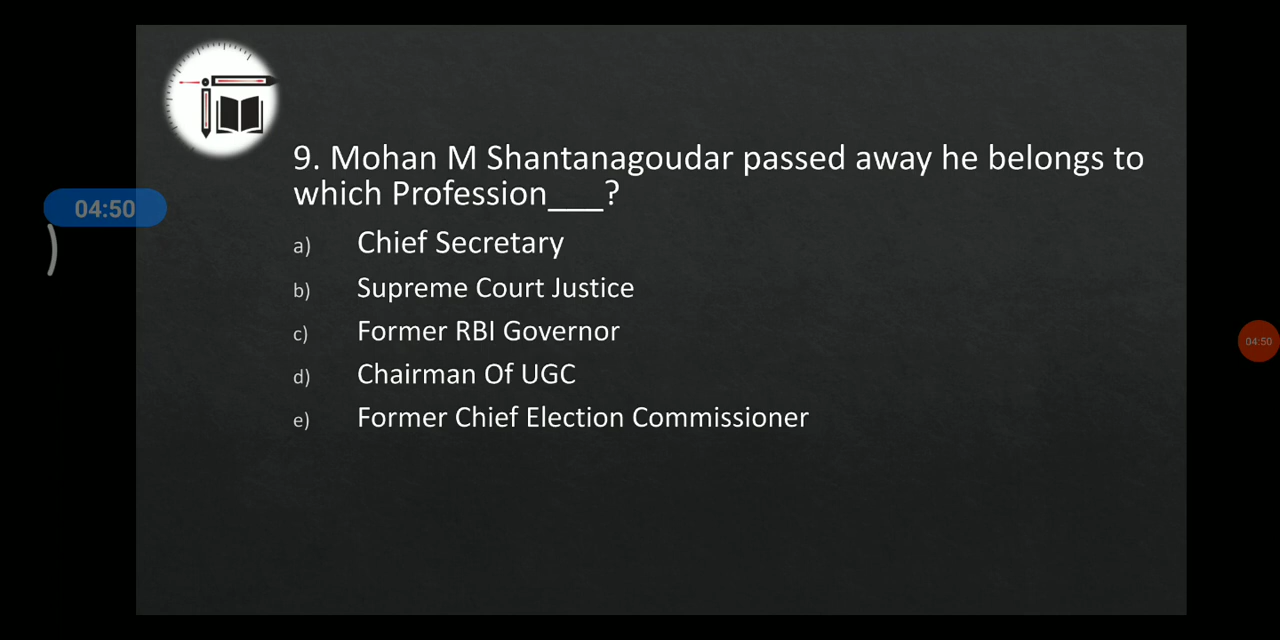 9. Mohan M Shantanagoudar passed away he belongs to
which Profession___?
04:50
a) Chief Secretary
b) Supreme Court Justice
c) Former RBI Governor
04:50
d) Chairman Of UGC
e) Former Chief Election Commissioner